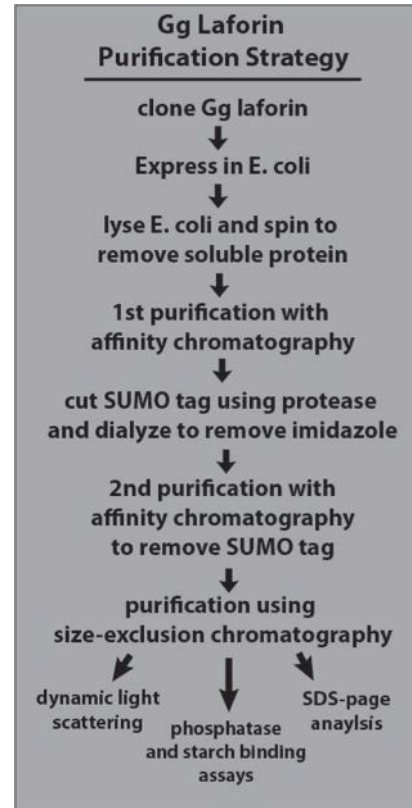 Gg Laforin
Purification Strategy
clone Gg laforin
Express in E. coli
lyse E. coli and spin to
remove soluble protein
1st purification with
affinity chromatography
cut SUMO tag using protease
and dialyze to remove imidazole
2nd purification with
affinity chromatography
to remove SUMO tag
purification using
size-exclusion chromatography
dynamic light
scattering
phosphatase
and starch binding
assays
SDS-page
anaylsis